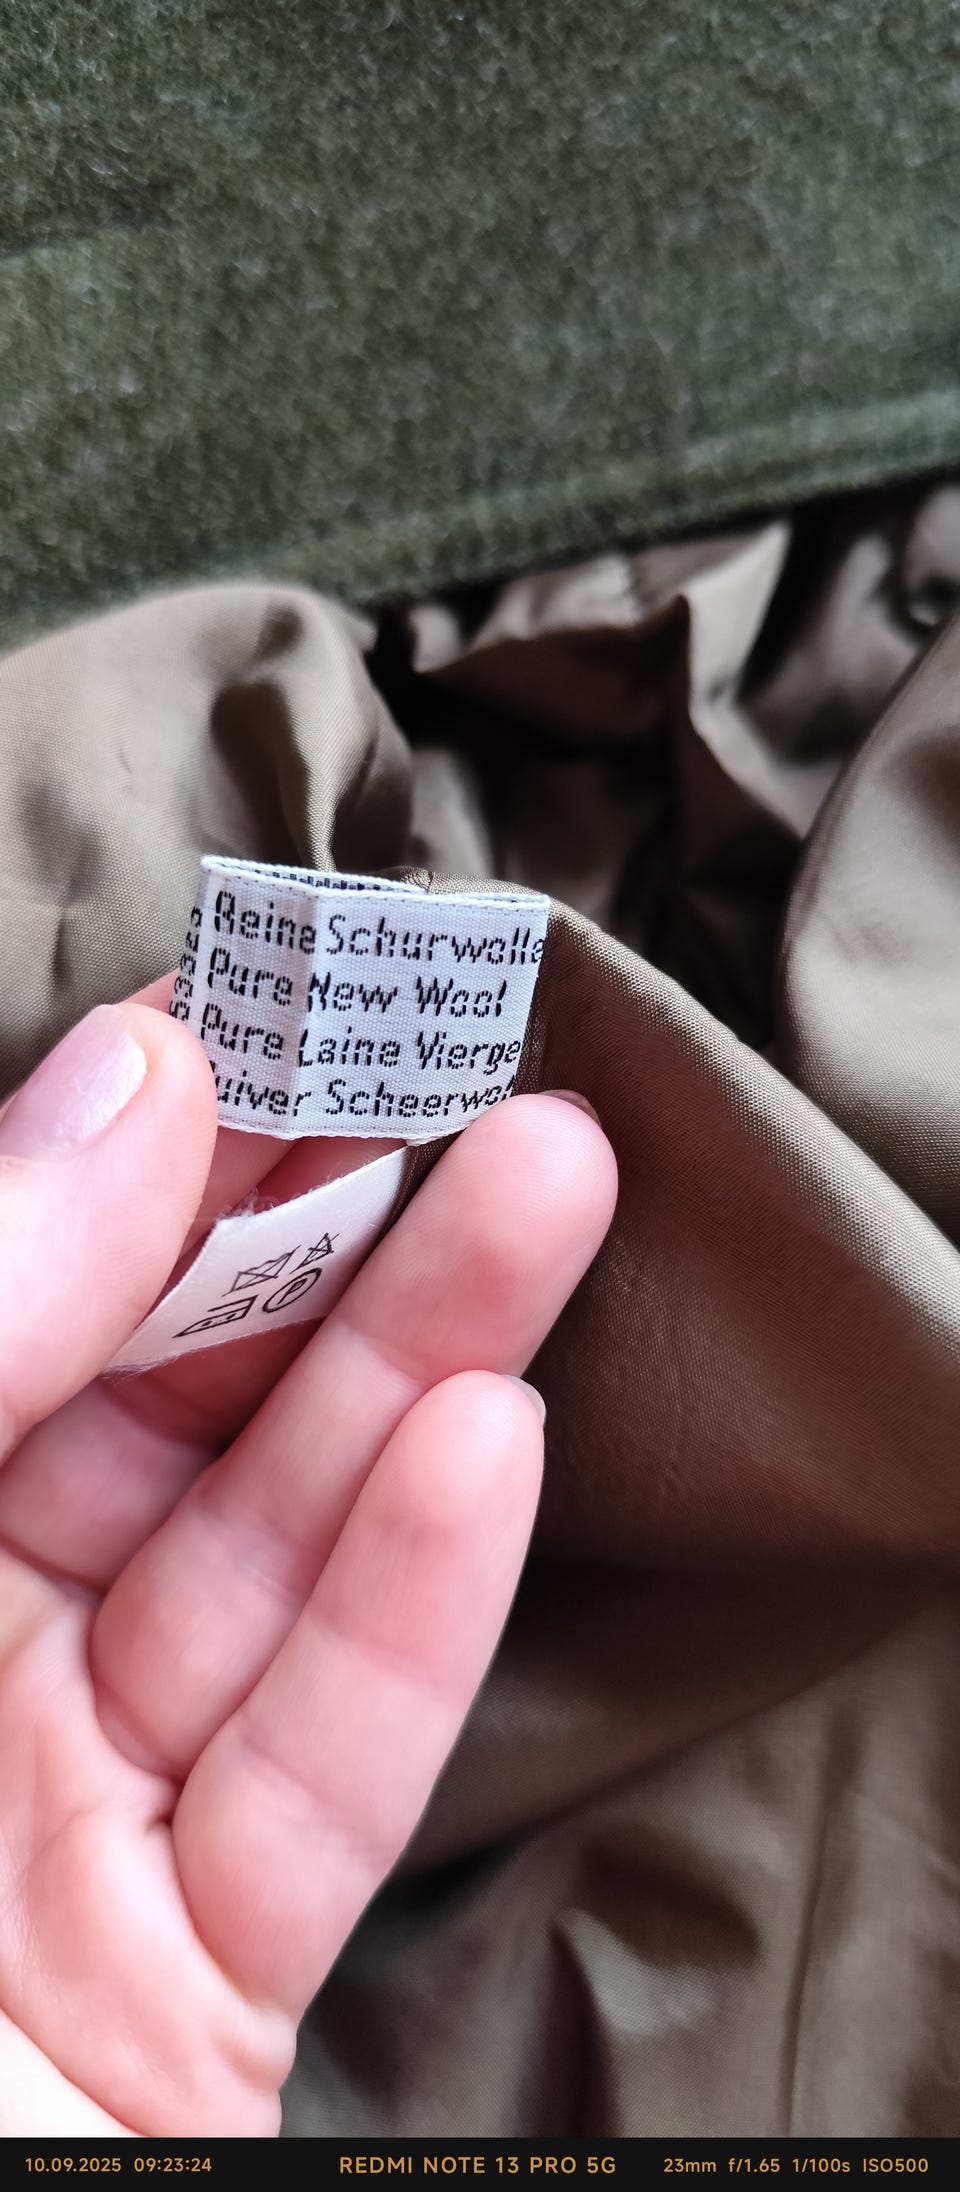 Reine Schurwolle
Pure New Wool
Pure Laine Vierge
Scheerwol
P
10.09.2025 09:23:24
REDMI NOTE 13 PRO 5G
23mm f/1.65 1/100s ISO500